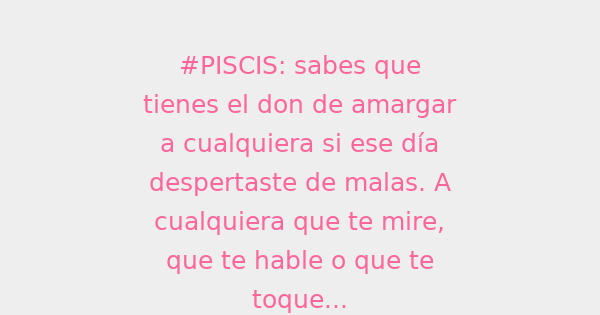 #PISCIS: sabes que
tienes el don de amargar
a cualquiera si ese día
despertaste de malas. A
cualquiera que te mire,
que te hable o que te
toque...